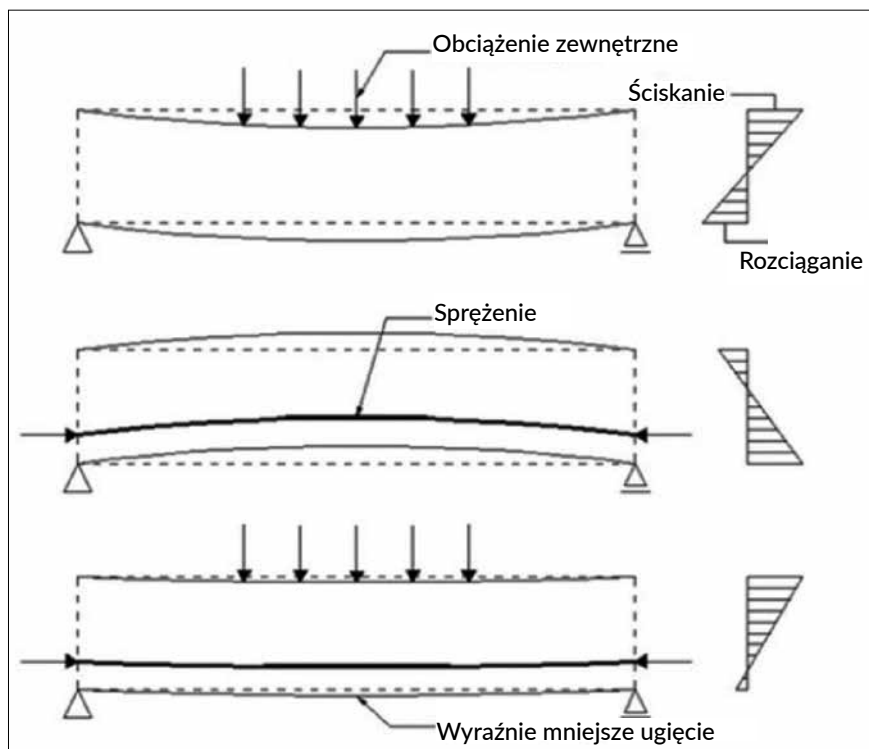 Obciążenie zewnętrzne
Ściskanie
Rozciąganie
Sprężenie
Wyraźnie mniejsze ugięcie